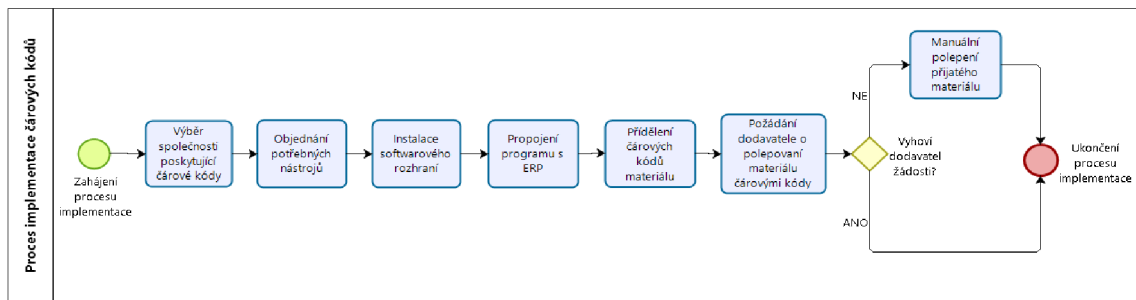 Proces implementace čárových kódů
Zahájení
procesu
implementace
Výběr
společnosti
poskytující
čárové kódy
Objednání
potřebných
nástrojů
Instalace
softwarového
rozhraní
Propojení
programu s
ERP
Přídělení
čárových
kódů
materiálu
Požádání
dodavatele o
polepovaní
materiálu
čárovými kódy
Vyhoví
dodavatel
žádosti?
NE
Manuální
polepení
přijatého
materiálu
ANO
Ukončení
procesu
implementace